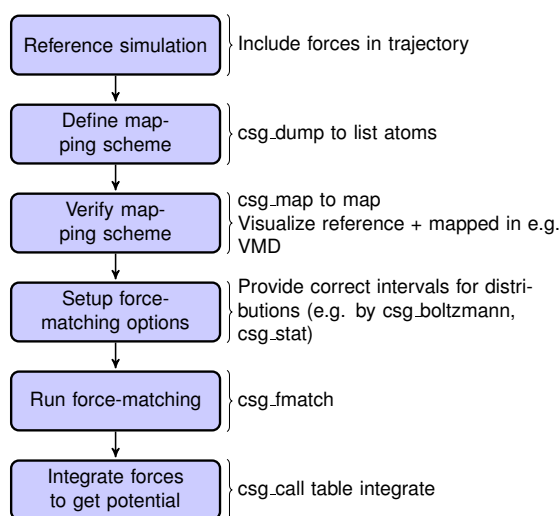 Reference simulation
Include forces in trajectory
Define map-
ping scheme
csg_dump to list atoms
Verify map-
ping scheme
csg_map to map
Visualize reference + mapped in e.g.
VMD
Setup force-
matching options
Provide correct intervals for distri-
butions (e.g. by csg_boltzmann,
csg_stat)
Run force-matching
csg_fmatch
Integrate forces
to get potential
csg_call table integrate